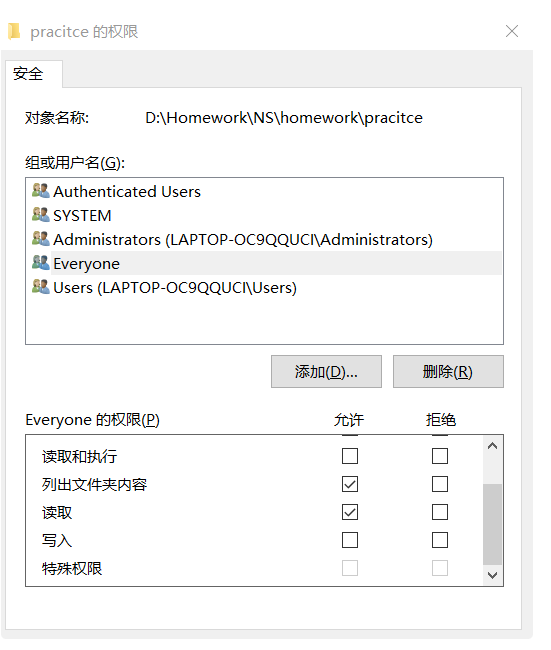 pracitce 的权限
安全
对象名称: D:\Homework\NS\homework\pracitce
组或用户名(G):
Authenticated Users
SYSTEM
Administrators (LAPTOP-OC9QQUCI\Administrators)
Everyone
Users (LAPTOP-OC9QQUCI\Users)
添加(D)... 删除(R)
Everyone 的权限(P) 允许 拒绝
读取和执行
列出文件夹内容
读取
写入
特殊权限